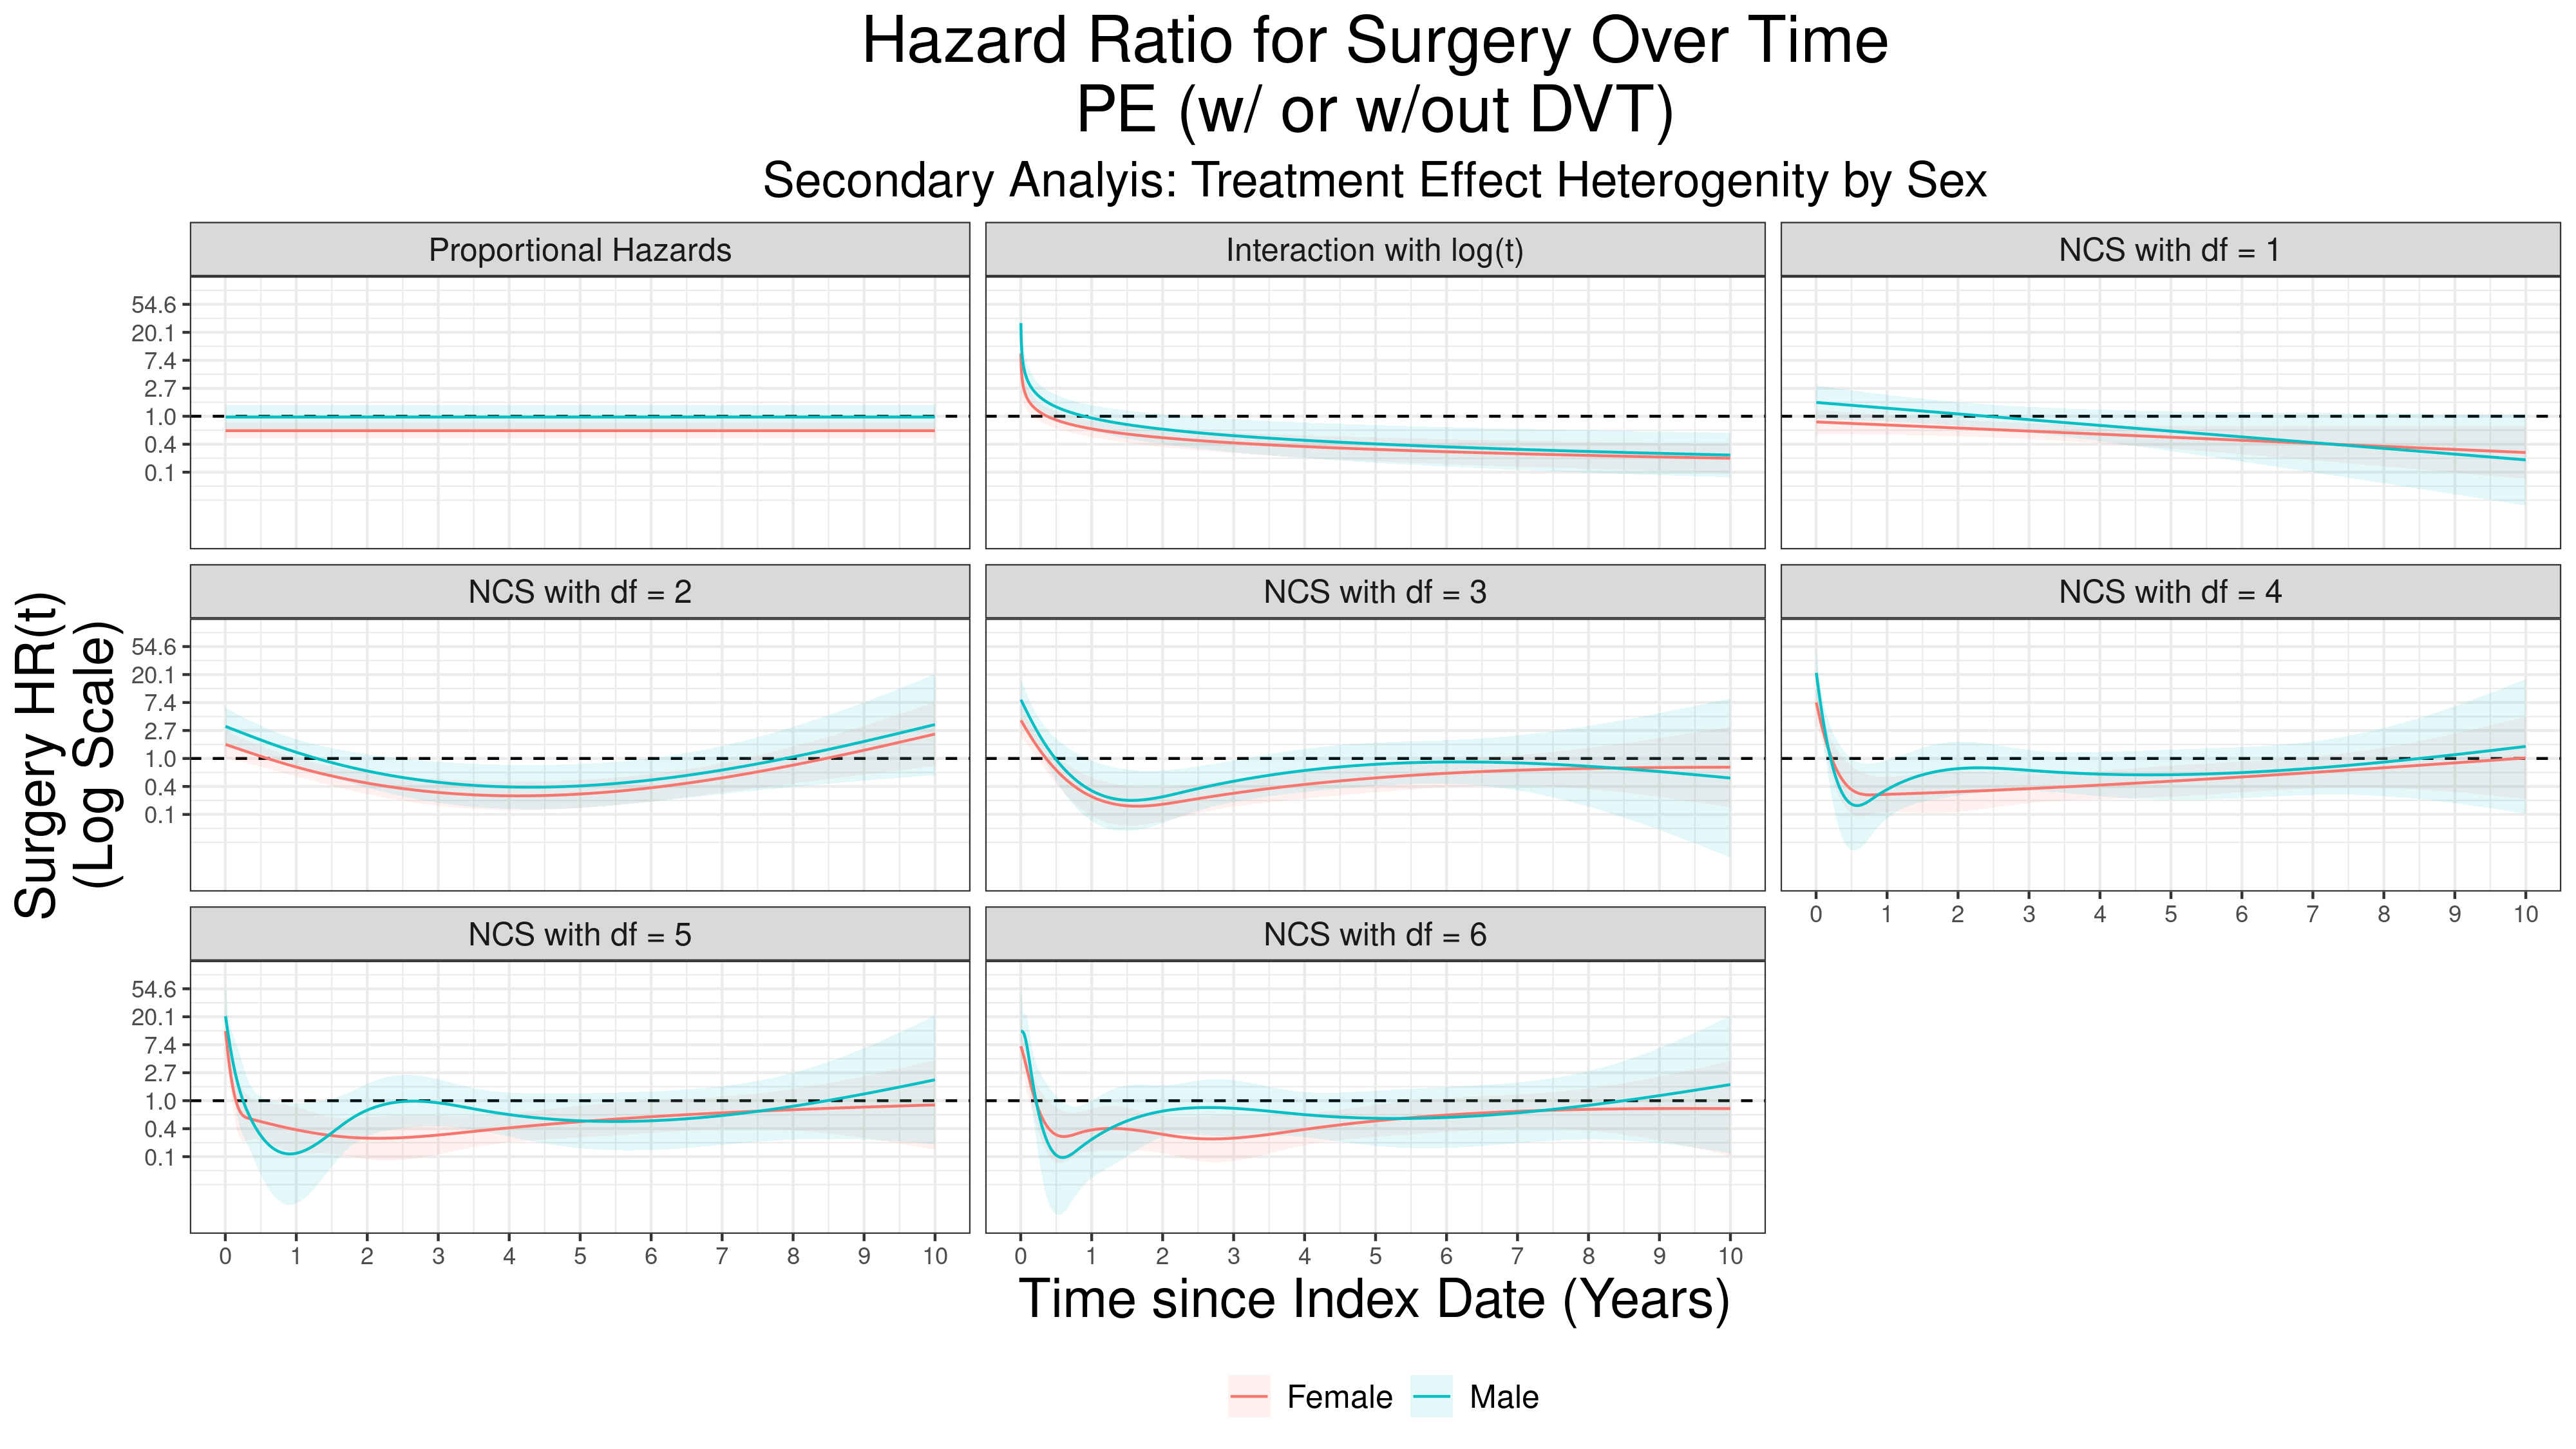 Hazard Ratio for Surgery Over Time
PE (w/ or w/out DVT)
Secondary Analyis: Treatment Effect Heterogenity by Sex
Proportional Hazards
Interaction with log(t)
NCS with df = 1
54.6
20.1
7.4
2.7
1.0
0.4
0.1
NCS with df = 2
NCS with df = 3
NCS with df = 4
54.6
20.1
7.4
2.7
1.0
0.4
0.1
0 1 2 3 4 5 6 7 8 9 10
NCS with df = 5
NCS with df = 6
54.6
20.1
7.4
2.7
1.0
0.4
0.1
0 1 2 3 4 5 6 7 8 9 10
0 1 2 3 4 5 6 7 8 9 10
Surgery HR(t)
(Log Scale)
Time since Index Date (Years)
Female
Male